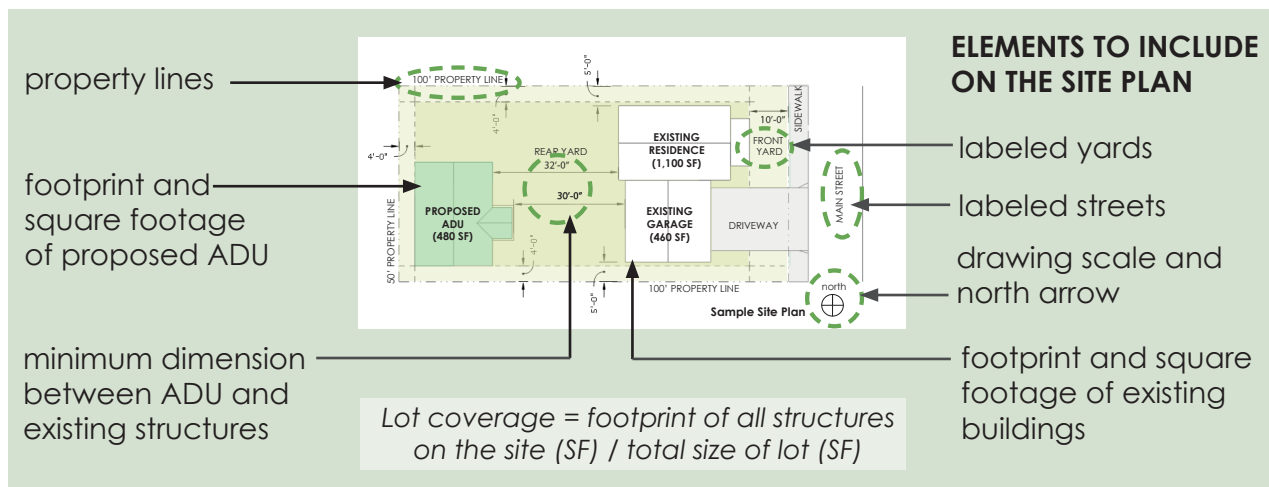 ELEMENTS TO INCLUDE
ON THE SITE PLAN
property lines
footprint and
square footage
of proposed ADU
minimum dimension
between ADU and
existing structures
100' PROPERTY LINE
5'-0"
4'-0"
4'-0"
10'-0"
SIDEWALK
EXISTING
RESIDENCE
(1,100 SF)
FRONT
YARD
REAR YARD
32'-0"
30'-0"
MAIN STREET
50' PROPERTY LINE
PROPOSED
ADU
(480 SF)
EXISTING
GARAGE
(460 SF)
DRIVEWAY
4'-0"
5'-0"
100' PROPERTY LINE
north
Sample Site Plan
labeled yards
labeled streets
drawing scale and
north arrow
footprint and square
footage of existing
buildings
Lot coverage = footprint of all structures
on the site (SF) / total size of lot (SF)